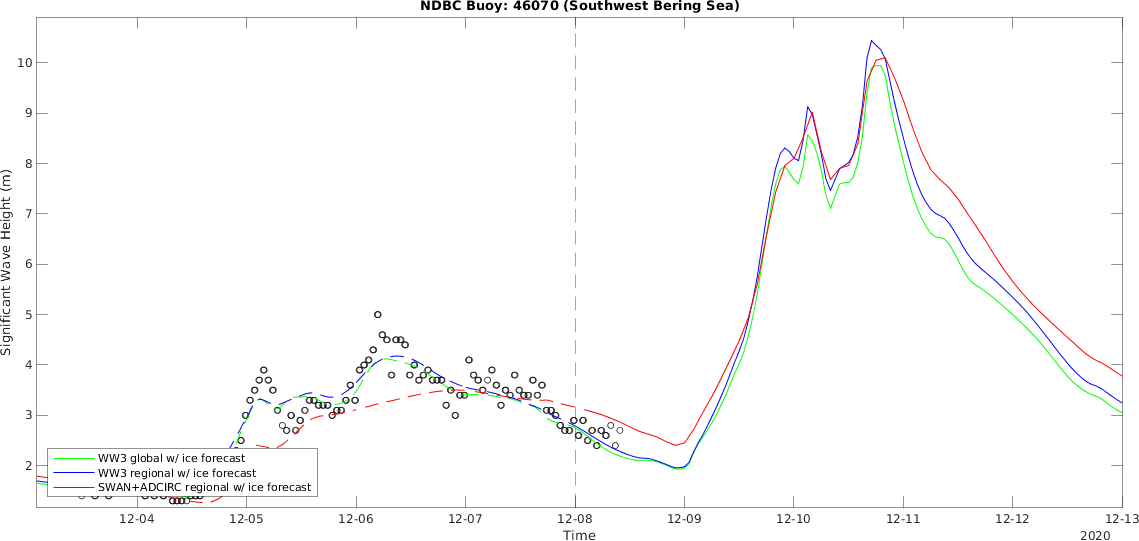 NDBC Buoy: 46070 (Southwest Bering Sea)
Significant Wave Height (m)
10
9
8
7
6
5
4
3
2
WW3 global w/ ice forecast
WW3 regional w/ ice forecast
SWAN+ADCIRC regional w/ ice forecast
12-04 12-05 12-06 12-07 12-08 12-09 12-10 12-11 12-12 12-13
Time
2020